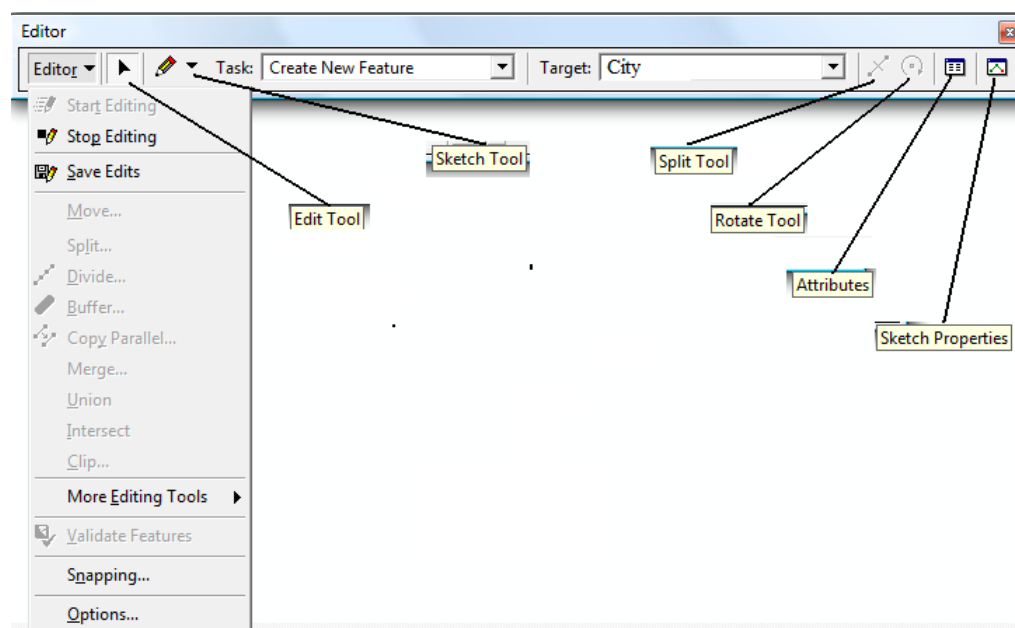 Editor
Editor Task: Create New Feature Target: City
Start Editing
Stop Editing
Save Edits
Move...
Split...
Divide...
Buffer...
Copy Parallel...
Merge...
Union
Intersect
Clip...
More Editing Tools
Validate Features
Snapping...
Options...
Sketch Tool
Split Tool
Edit Tool
Rotate Tool
Attributes
Sketch Properties